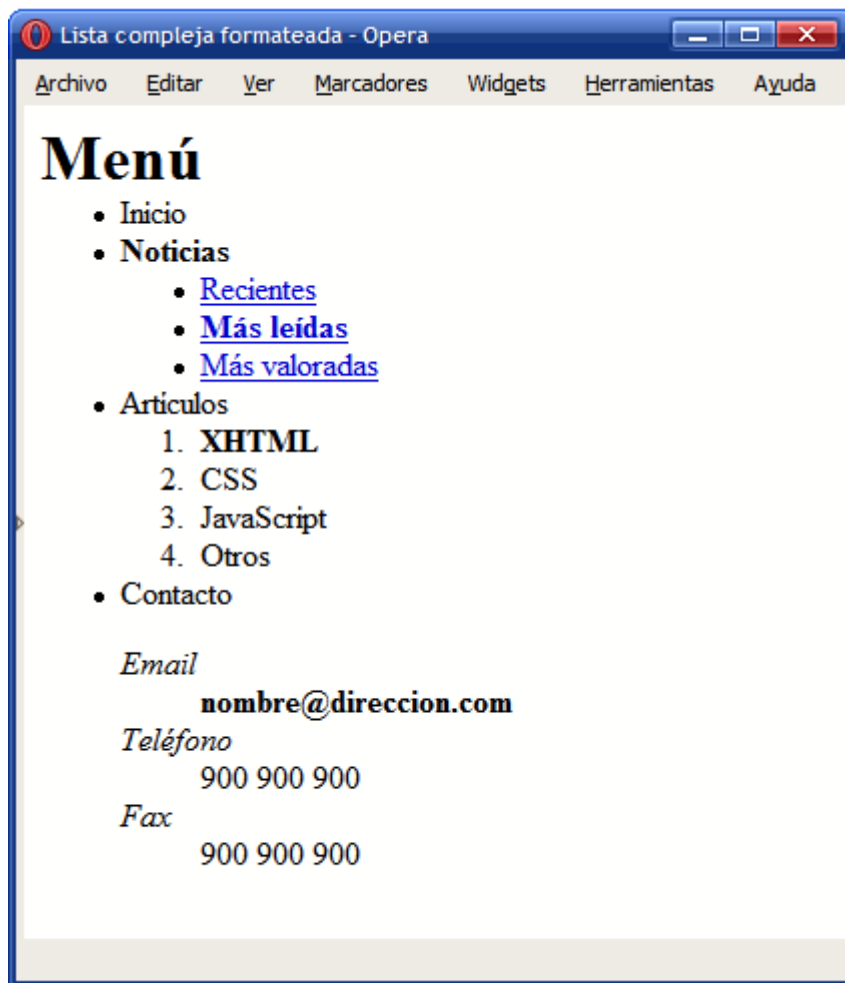 Lista compleja formateada - Opera
Archivo Editar Ver Marcadores Widgets Herramientas Ayuda
Menú
• Inicio
• Noticias
• Recientes
• Más leídas
• Más valoradas
• Artículos
1. XHTML
2. CSS
3. JavaScript
4. Otros
• Contacto
Email
nombre@direccion.com
Teléfono
900 900 900
Fax
900 900 900